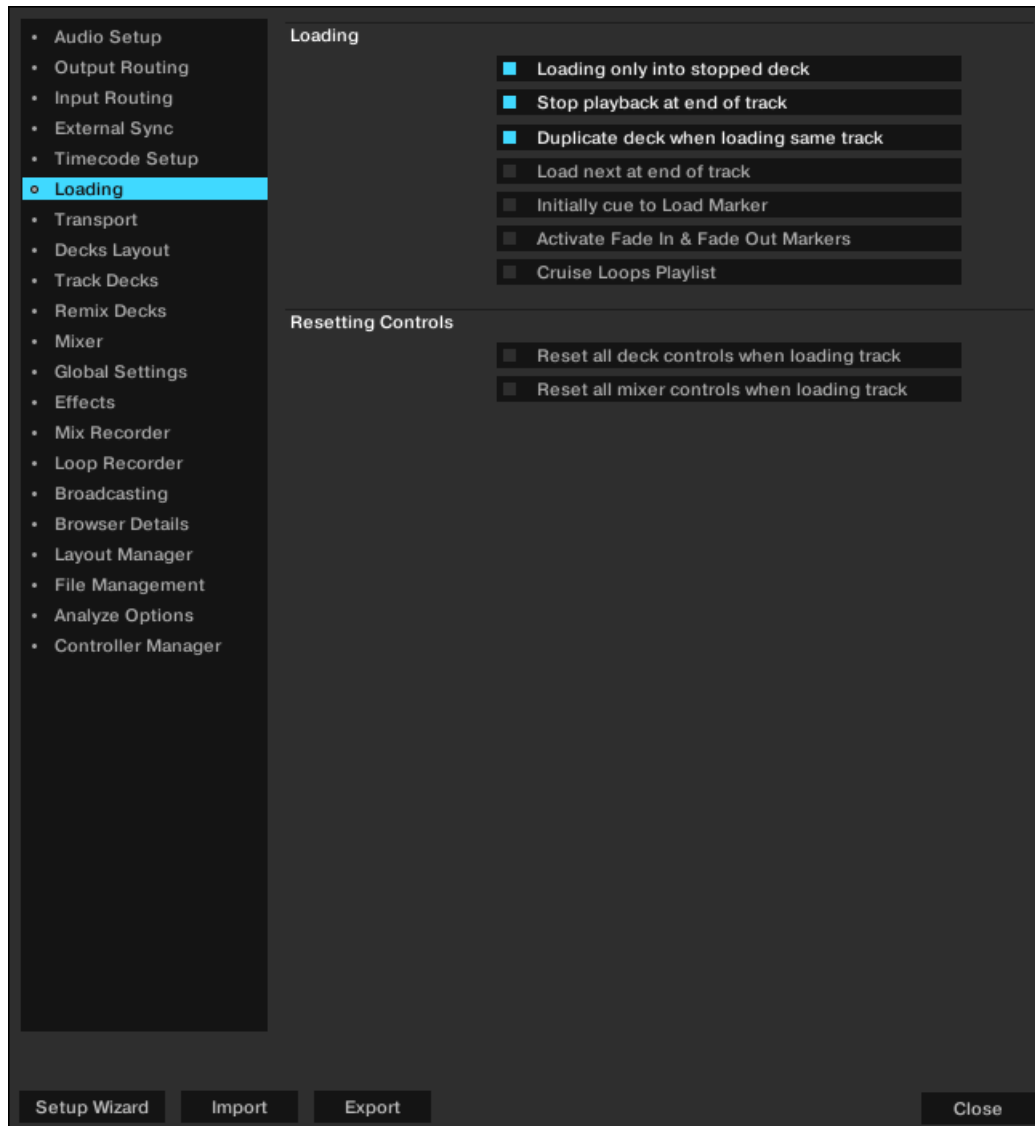 Audio Setup
Output Routing
Input Routing
External Sync
Timecode Setup
Loading
Transport
Decks Layout
Track Decks
Remix Decks
Mixer
Global Settings
Effects
Mix Recorder
Loop Recorder
Broadcasting
Browser Details
Layout Manager
File Management
Analyze Options
Controller Manager
Loading
Loading only into stopped deck
Stop playback at end of track
Duplicate deck when loading same track
Load next at end of track
Initially cue to Load Marker
Activate Fade In & Fade Out Markers
Cruise Loops Playlist
Resetting Controls
Reset all deck controls when loading track
Reset all mixer controls when loading track
Setup Wizard
Import
Export
Close